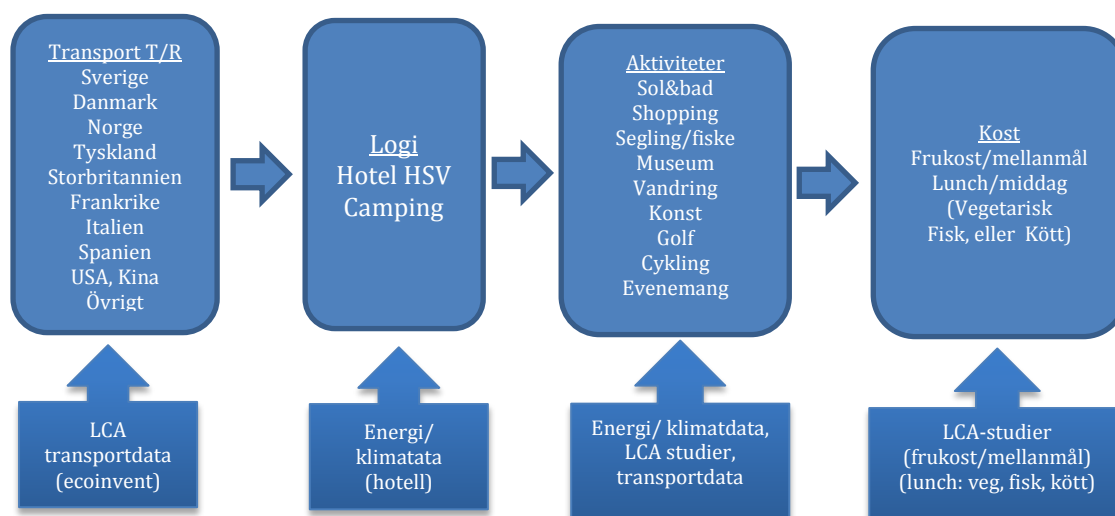 Transport T/R
Sverige
Danmark
Norge
Tyskland
Storbritannien
Frankrike
Italien
Spanien
USA, Kina
Övrigt
Logi
Hotel HSV
Camping
Aktiviteter
Sol&bad
Shopping
Segling/fiske
Museum
Vandring
Konst
Golf
Cykling
Evenemang
Kost
Frukost/mellanmål
Lunch/middag
(Vegetarisk
Fisk, eller Kött)
LCA
transportdata
(ecoinvent)
Energi/
klimatata
(hotell)
Energi/ klimatdata,
LCA studier,
transportdata
LCA-studier
(frukost/mellanmål)
(lunch: veg, fisk, kött)